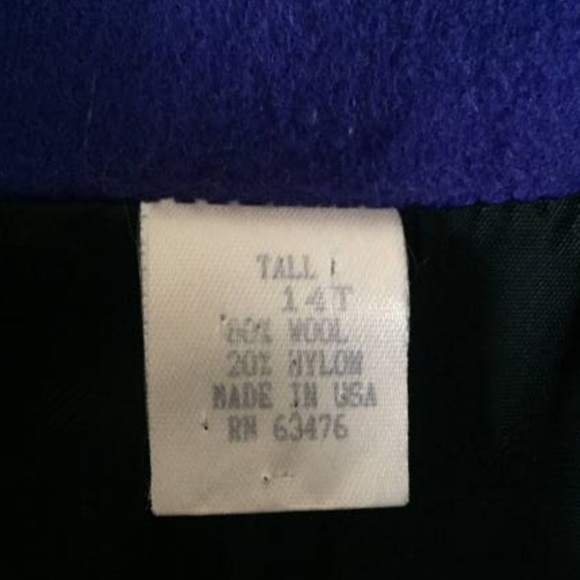 TALL
14T
80% WOOL
20% NYLON
MADE IN USA
RN 63476